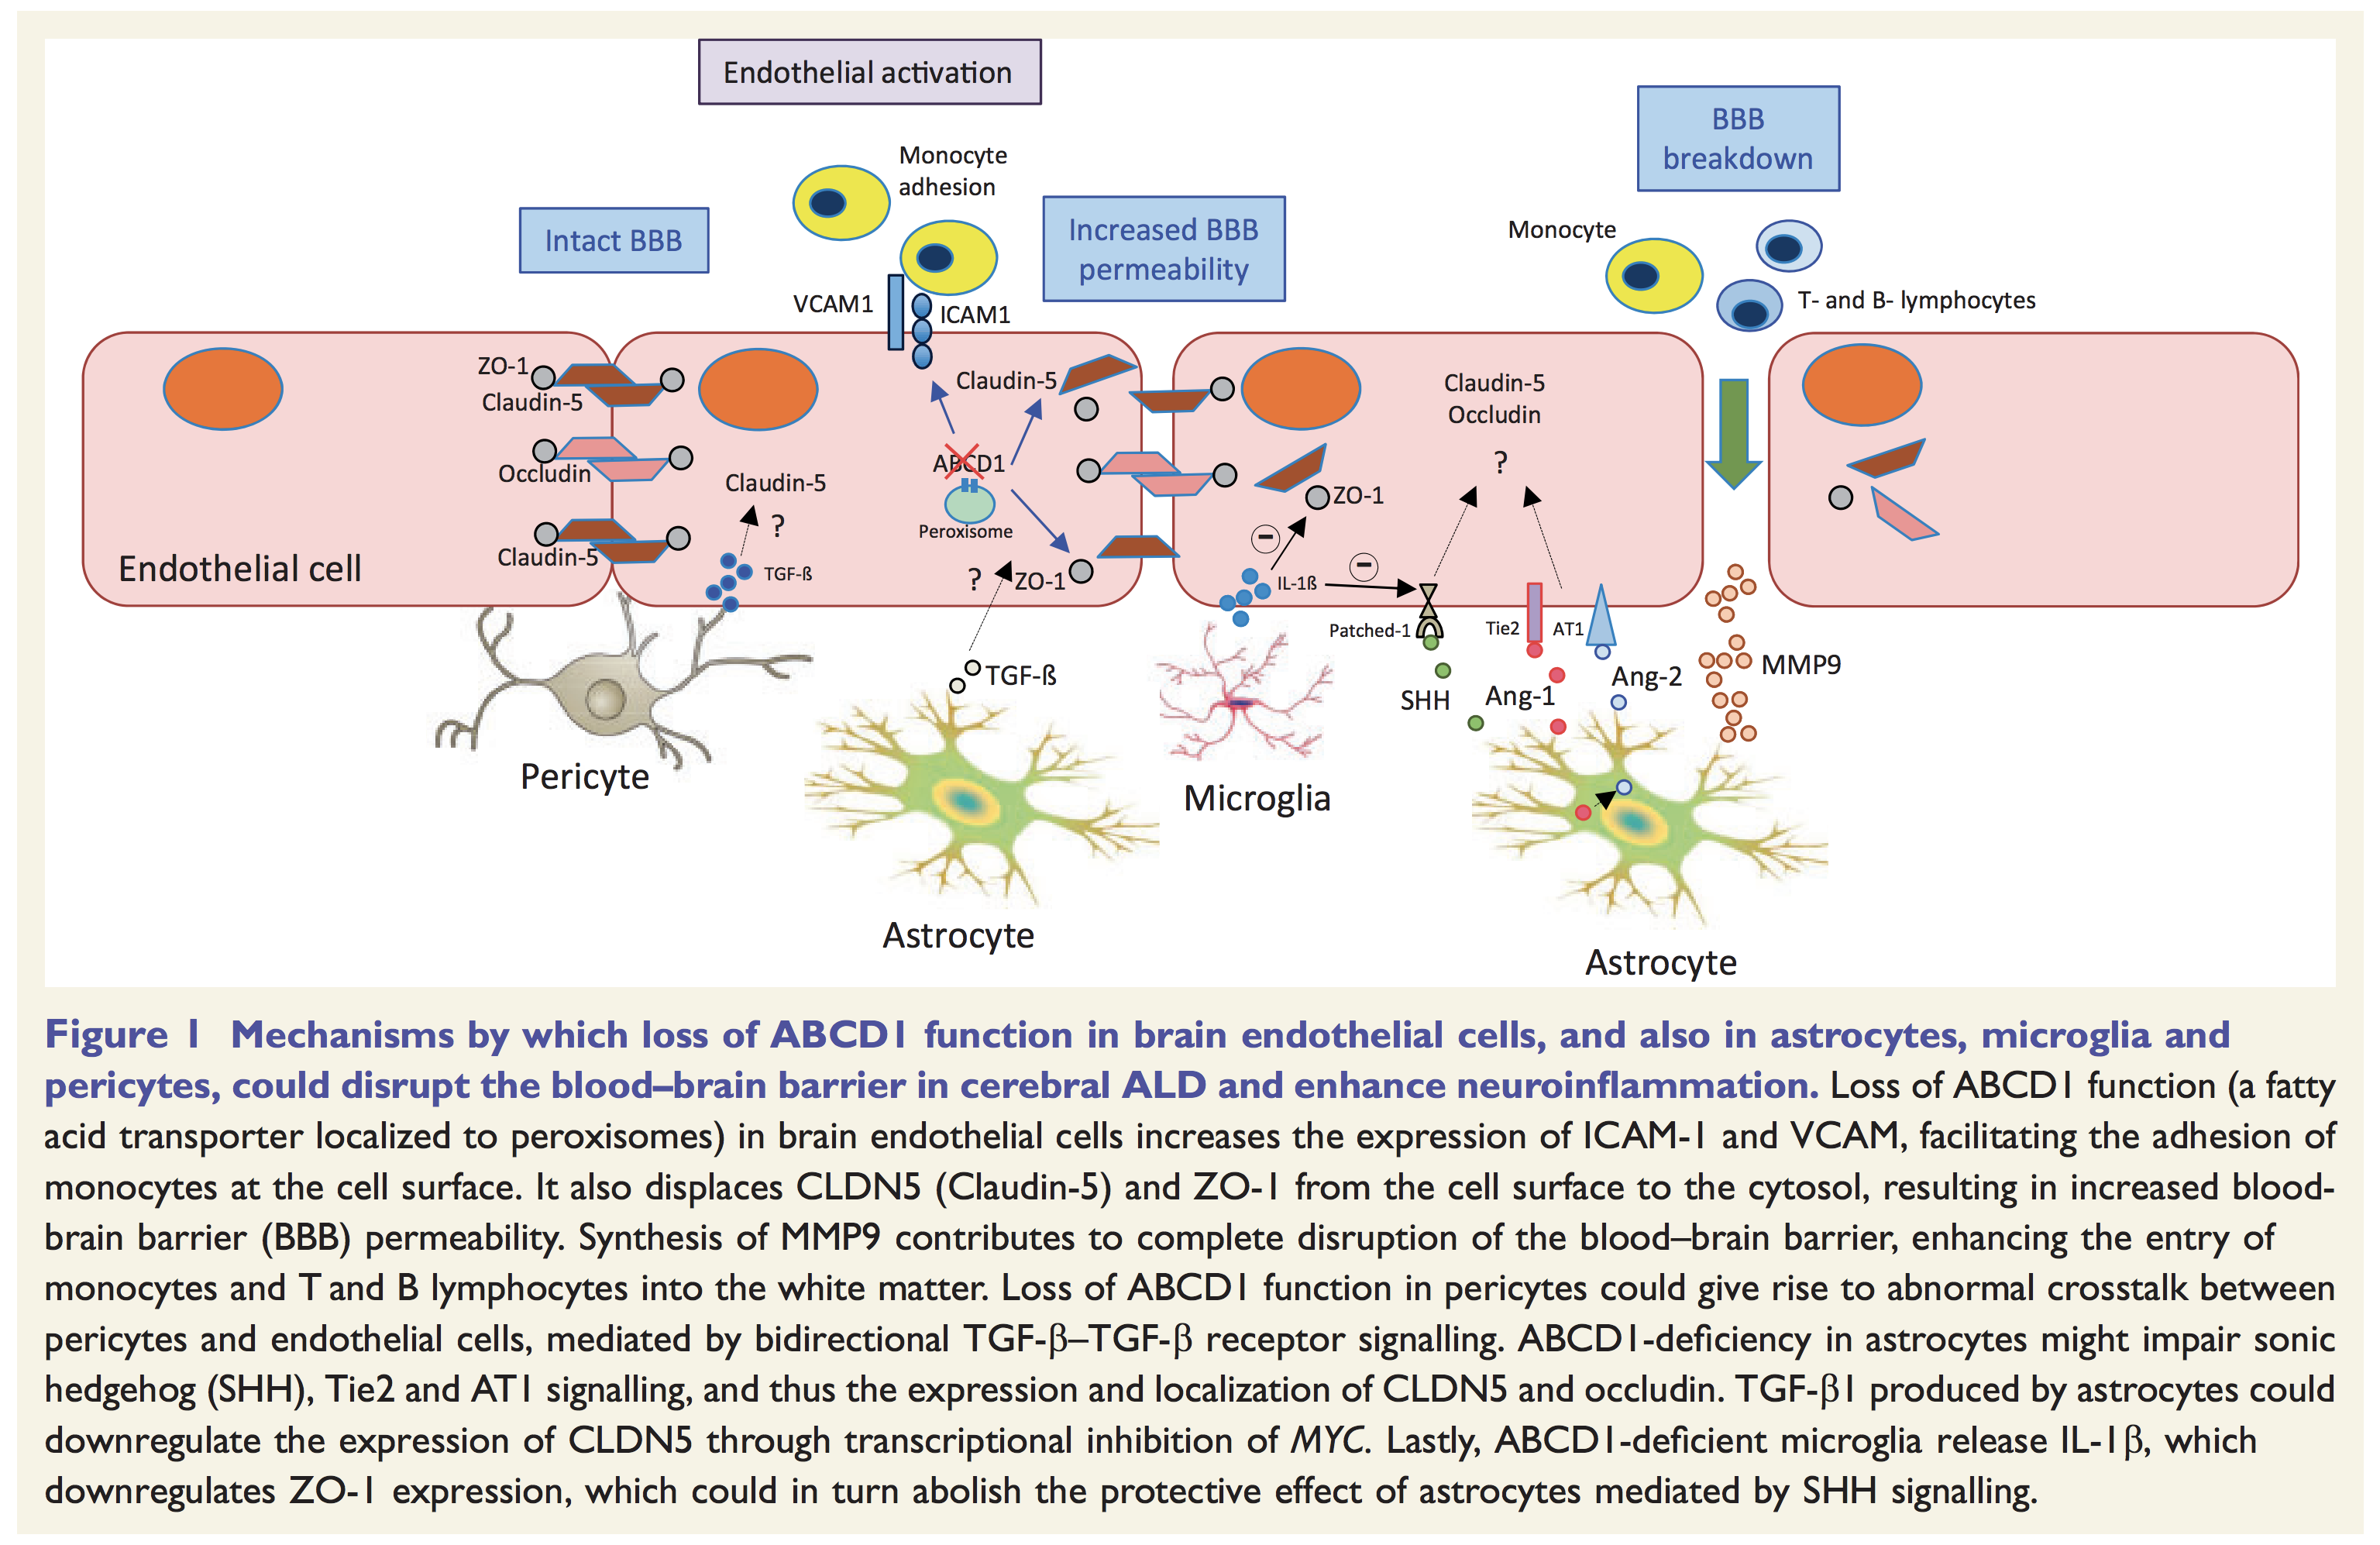 Endothelial activation
Monocyte
adhesion
Intact BBB
Increased BBB
permeability
BBB
breakdown
Monocyte
T- and B- lymphocytes
VCAM1
ICAM1
ZO-1
Claudin-5
Occludin
Claudin-5
Endothelial cell
Claudin-5
?
TGF-ß
Claudin-5
ABCD1
Peroxisome
?
ZO-1
Claudin-5
Occludin
?
ZO-1
−
IL-1ß
−
Patched-1
Tie2
AT1
TGF-ß
SHH
Ang-1
Ang-2
MMP9
Pericyte
Astrocyte
Microglia
Astrocyte
Figure 1 Mechanisms by which loss of ABCD1 function in brain endothelial cells, and also in astrocytes, microglia and
pericytes, could disrupt the blood–brain barrier in cerebral ALD and enhance neuroinflammation. Loss of ABCD1 function (a fatty
acid transporter localized to peroxisomes) in brain endothelial cells increases the expression of ICAM-1 and VCAM, facilitating the adhesion of
monocytes at the cell surface. It also displaces CLDN5 (Claudin-5) and ZO-1 from the cell surface to the cytosol, resulting in increased blood-
brain barrier (BBB) permeability. Synthesis of MMP9 contributes to complete disruption of the blood–brain barrier, enhancing the entry of
monocytes and T and B lymphocytes into the white matter. Loss of ABCD1 function in pericytes could give rise to abnormal crosstalk between
pericytes and endothelial cells, mediated by bidirectional TGF-β–TGF-β receptor signalling. ABCD1-deficiency in astrocytes might impair sonic
hedgehog (SHH), Tie2 and AT1 signalling, and thus the expression and localization of CLDN5 and occludin. TGF-β1 produced by astrocytes could
downregulate the expression of CLDN5 through transcriptional inhibition of MYC. Lastly, ABCD1-deficient microglia release IL-1β, which
downregulates ZO-1 expression, which could in turn abolish the protective effect of astrocytes mediated by SHH signalling.